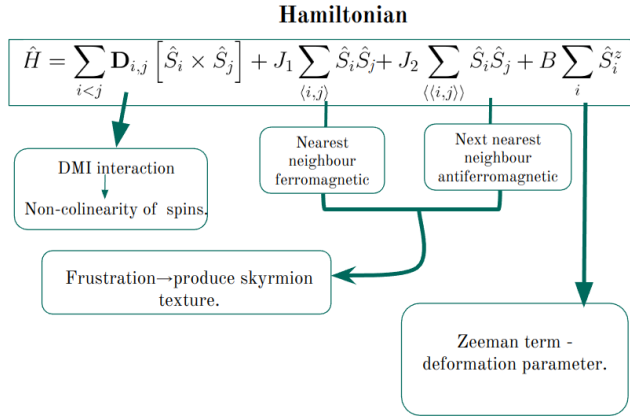 Hamiltonian
Ĥ = ∑_{i<j} 𝐃_{i,j} [Ŝ_i × Ŝ_j] + J_1 ∑_{⟨i,j⟩} Ŝ_iŜ_j + J_2 ∑_{⟨⟨i,j⟩⟩} Ŝ_iŜ_j + B ∑_i Ŝ_i^z
DMI interaction
Non-colinearity of spins.
Nearest
neighbour
ferromagnetic
Next nearest
neighbour
antiferromagnetic
Frustration→produce skyrmion
texture.
Zeeman term -
deformation parameter.